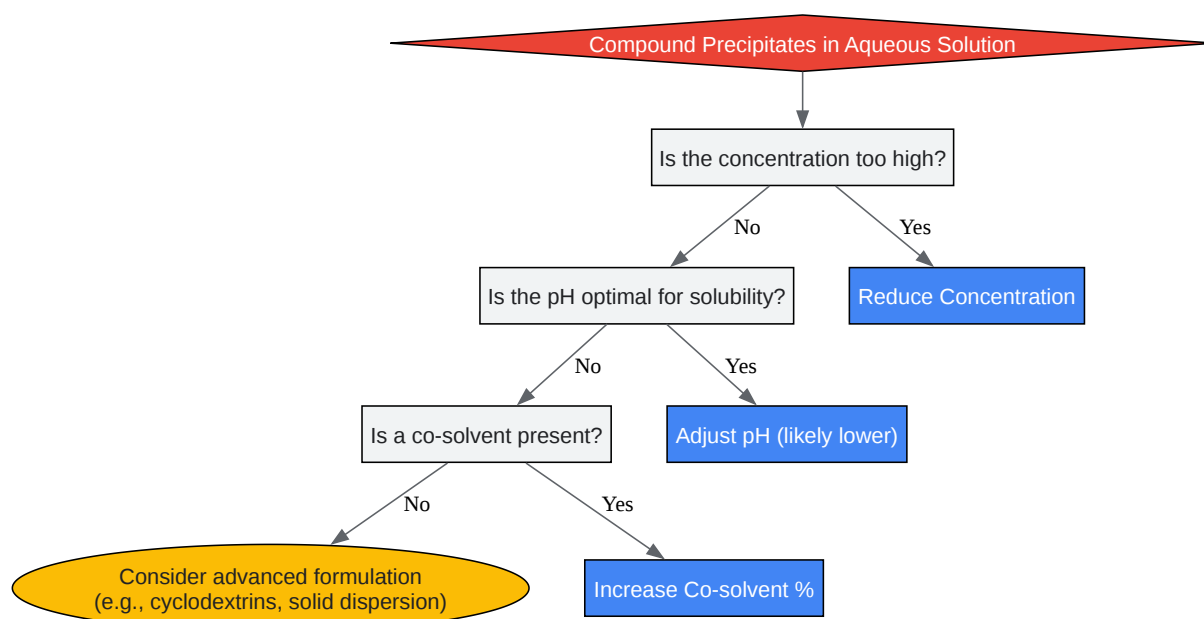 Compound Precipitates in Aqueous Solution
Is the concentration too high?
No
Yes
Is the pH optimal for solubility?
Reduce Concentration
No
Yes
Is a co-solvent present?
Adjust pH (likely lower)
No
Yes
Consider advanced formulation
(e.g., cyclodextrins, solid dispersion)
Increase Co-solvent %